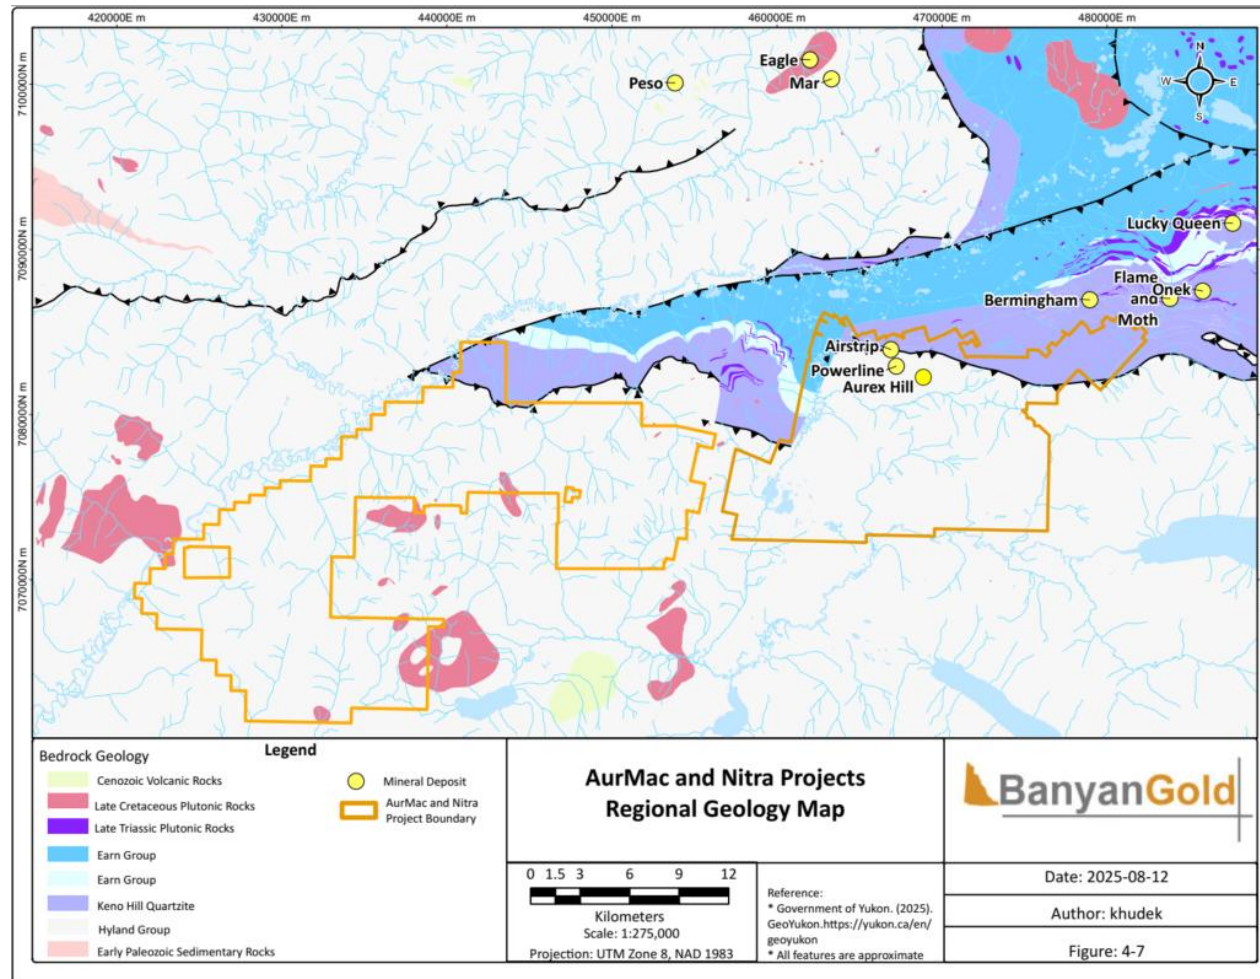 420000E m
430000E m
440000E m
450000E m
460000E m
470000E m
480000E m
7100000N m
7090000N m
7080000N m
7070000N m
N
W
E
S
Eagle
Peso
Mar
Lucky Queen
Flame
Onek
Bermingham
and
Moth
Airstrip
Powerline
Aurex Hill
Legend
Bedrock Geology
Cenozoic Volcanic Rocks
Late Cretaceous Plutonic Rocks
Late Triassic Plutonic Rocks
Earn Group
Earn Group
Keno Hill Quartzite
Hyland Group
Early Paleozoic Sedimentary Rocks
Mineral Deposit
AurMac and Nitra
Project Boundary
AurMac and Nitra Projects
Regional Geology Map
0 1.5 3 6 9 12
Kilometers
Scale: 1:275,000
Projection: UTM Zone 8, NAD 1983
Reference:
* Government of Yukon. (2025).
GeoYukon.https://yukon.ca/en/
geoyukon
* All features are approximate
BanyanGold
Date: 2025-08-12
Author: khudek
Figure: 4-7